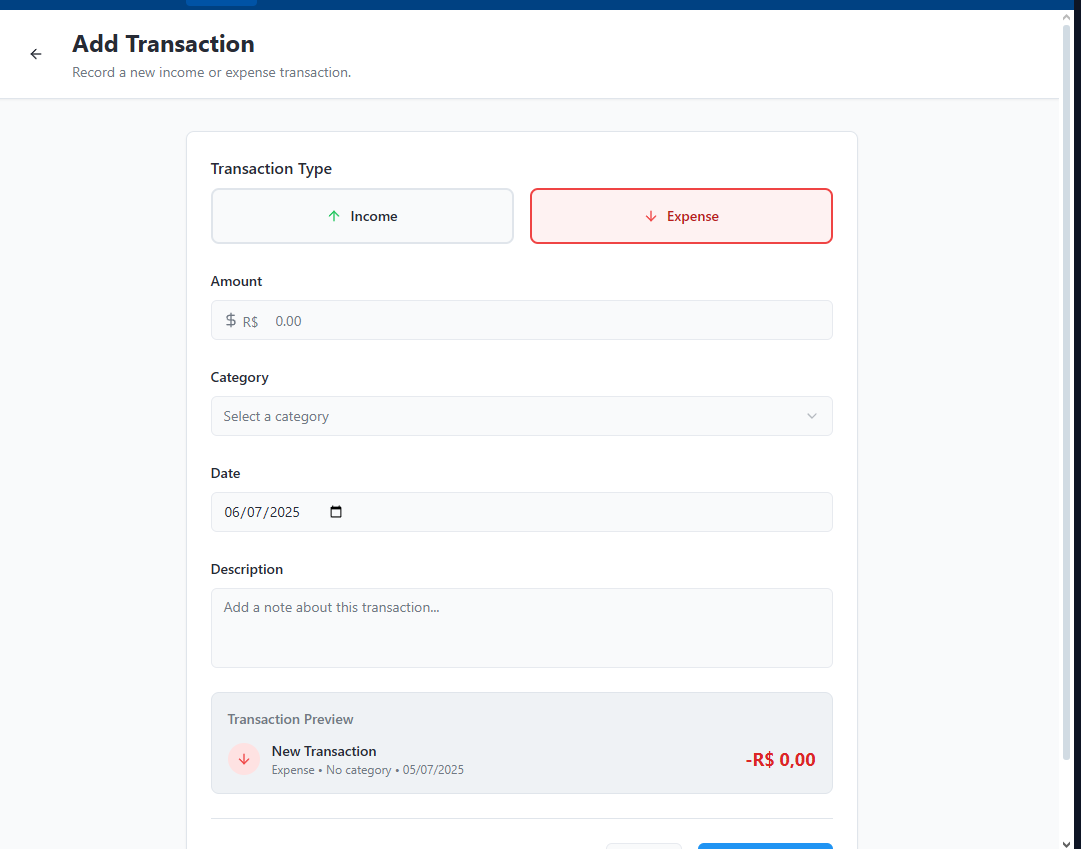 Add Transaction
Record a new income or expense transaction.
Transaction Type
Income
Expense
Amount
$ R$ 0.00
Category
Select a category
Date
06/07/2025
Description
Add a note about this transaction...
Transaction Preview
New Transaction
Expense • No category • 05/07/2025
-R$ 0,00